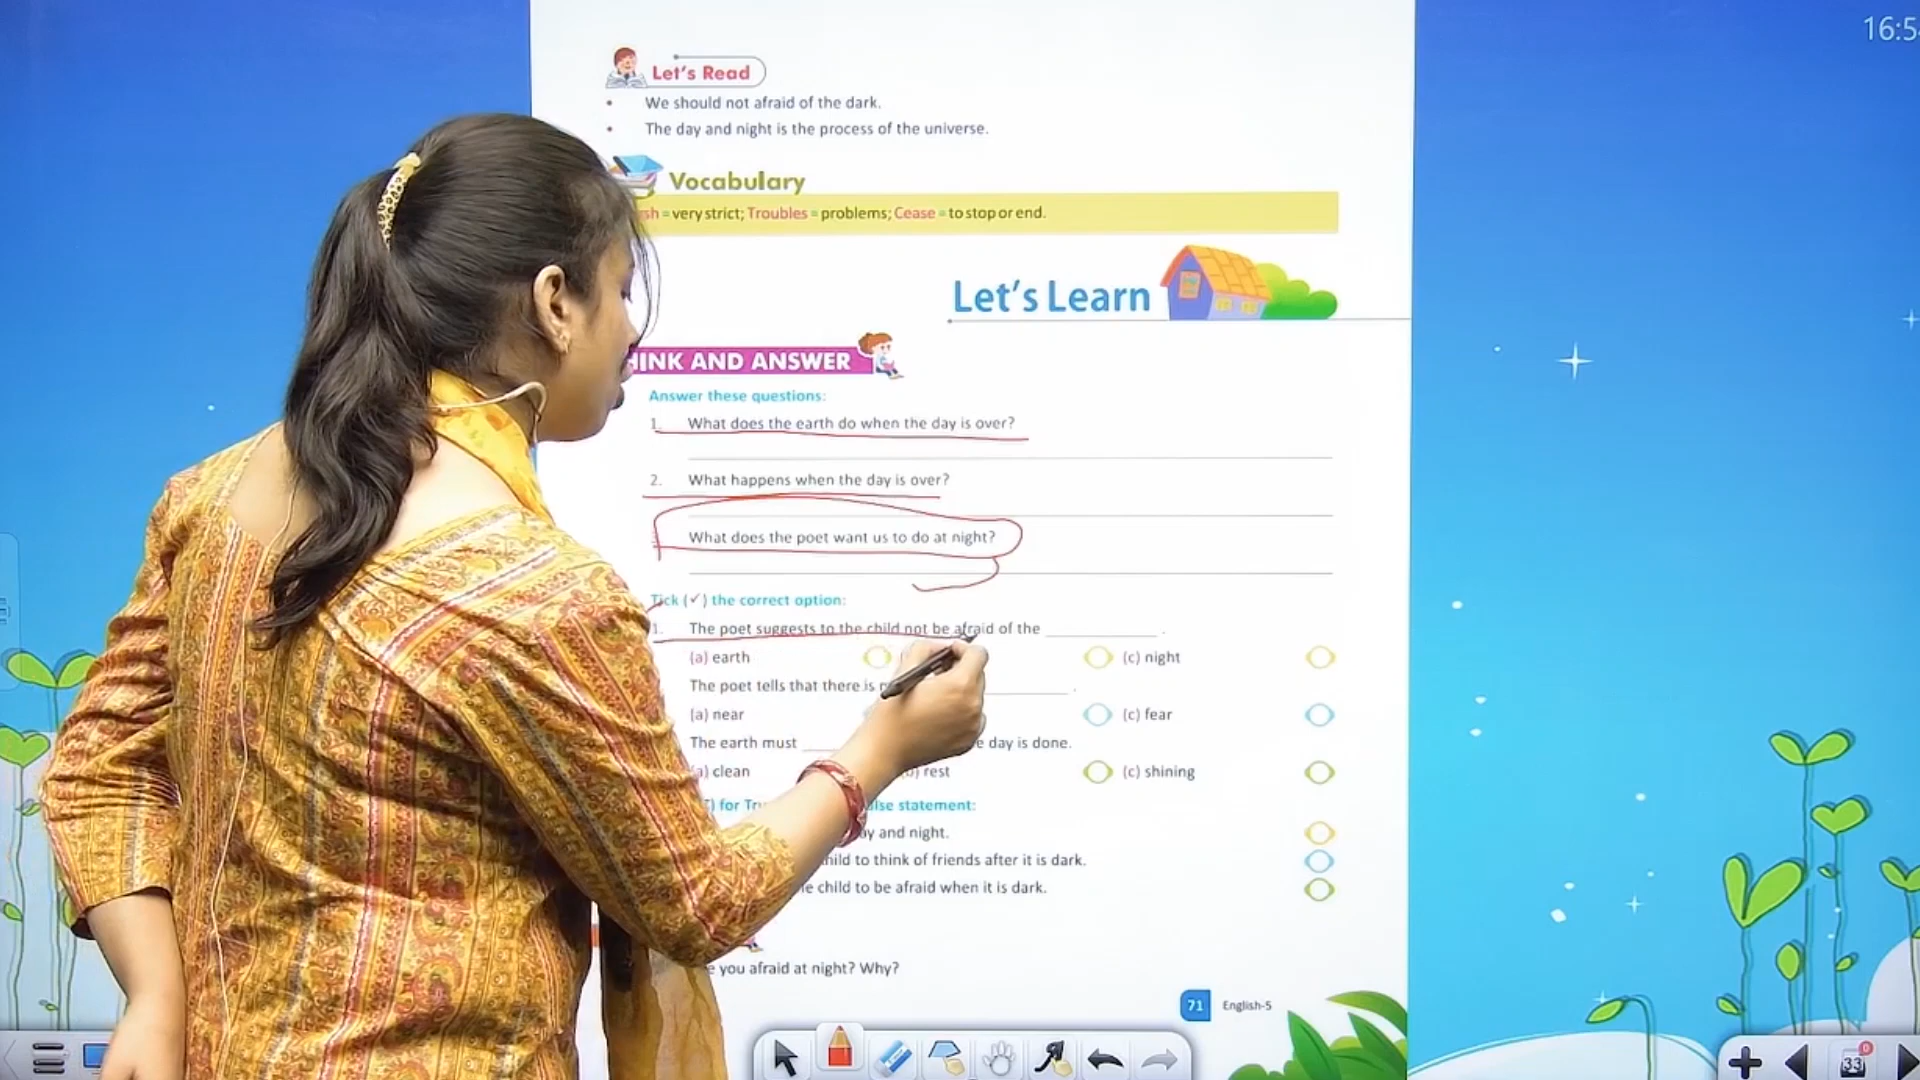 Let's Read
• We should not afraid of the dark.
• The day and night is the process of the universe.
Vocabulary
= very strict; Troubles = problems; Cease = to stop or end.
Let's Learn
AND ANSWER
Answer these questions:
1. What does the earth do when the day is over?
2. What happens when the day is over?
What does the poet want us to do at night?
Tick (✓) the correct option:
1. The poet suggests to the child not be afraid of the ____________ .
(a) earth (c) night
The poet tells that there is ____________ .
(a) near (c) fear
The earth must day is done.
(a) clean (b) rest (c) shining
for statement:
and night.
to think of friends after it is dark.
child to be afraid when it is dark.
you afraid at night? Why?
71 English-5
33
0